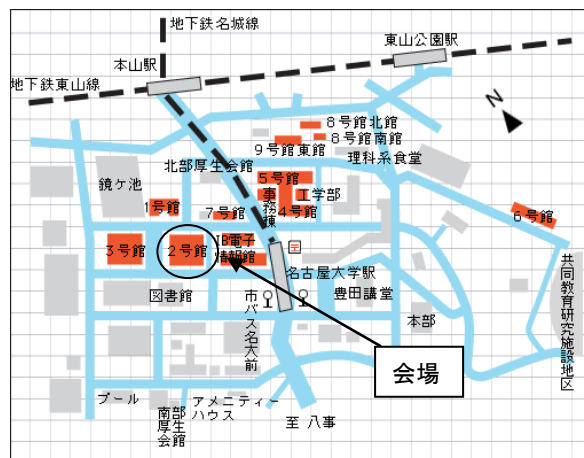 地下鉄名城線
本山駅
東山公園駅
地下鉄東山線
N
8号館北館
8号館南館
9号館東館
北部厚生会館
理科系食堂
鏡ケ池
5号館
事務棟
工学部
4号館
1号館
7号館
6号館
3号館
2号館
IB電子
情報館
名古屋大学駅
図書館
市バス名大前
豊田講堂
本部
共同教育研究施設地区
会場
プール
アメニティー
ハウス
南部
厚生
会館
至 八事